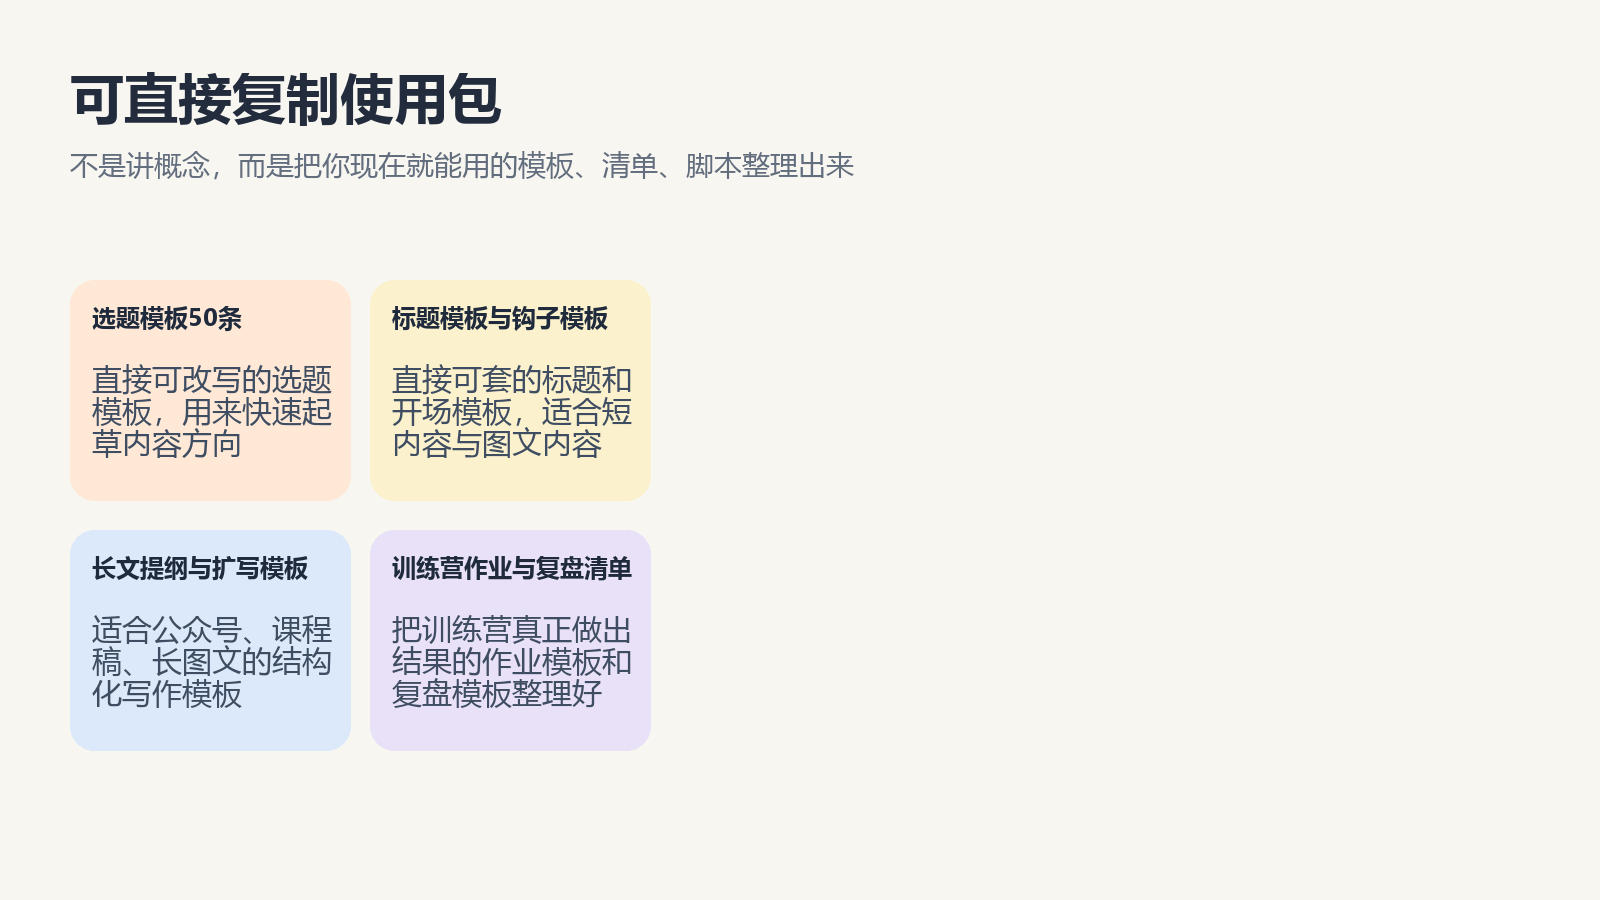 可直接复制使用包
不是讲概念，而是把你现在就能用的模板、清单、脚本整理出来
选题模板50条
直接可改写的选题
模板，用来快速起
草内容方向
标题模板与钩子模板
直接可套的标题和
开场模板，适合短
内容与图文内容
长文提纲与扩写模板
适合公众号、课程
稿、长图文的结构
化写作模板
训练营作业与复盘清单
把训练营真正做出
结果的作业模板和
复盘模板整理好